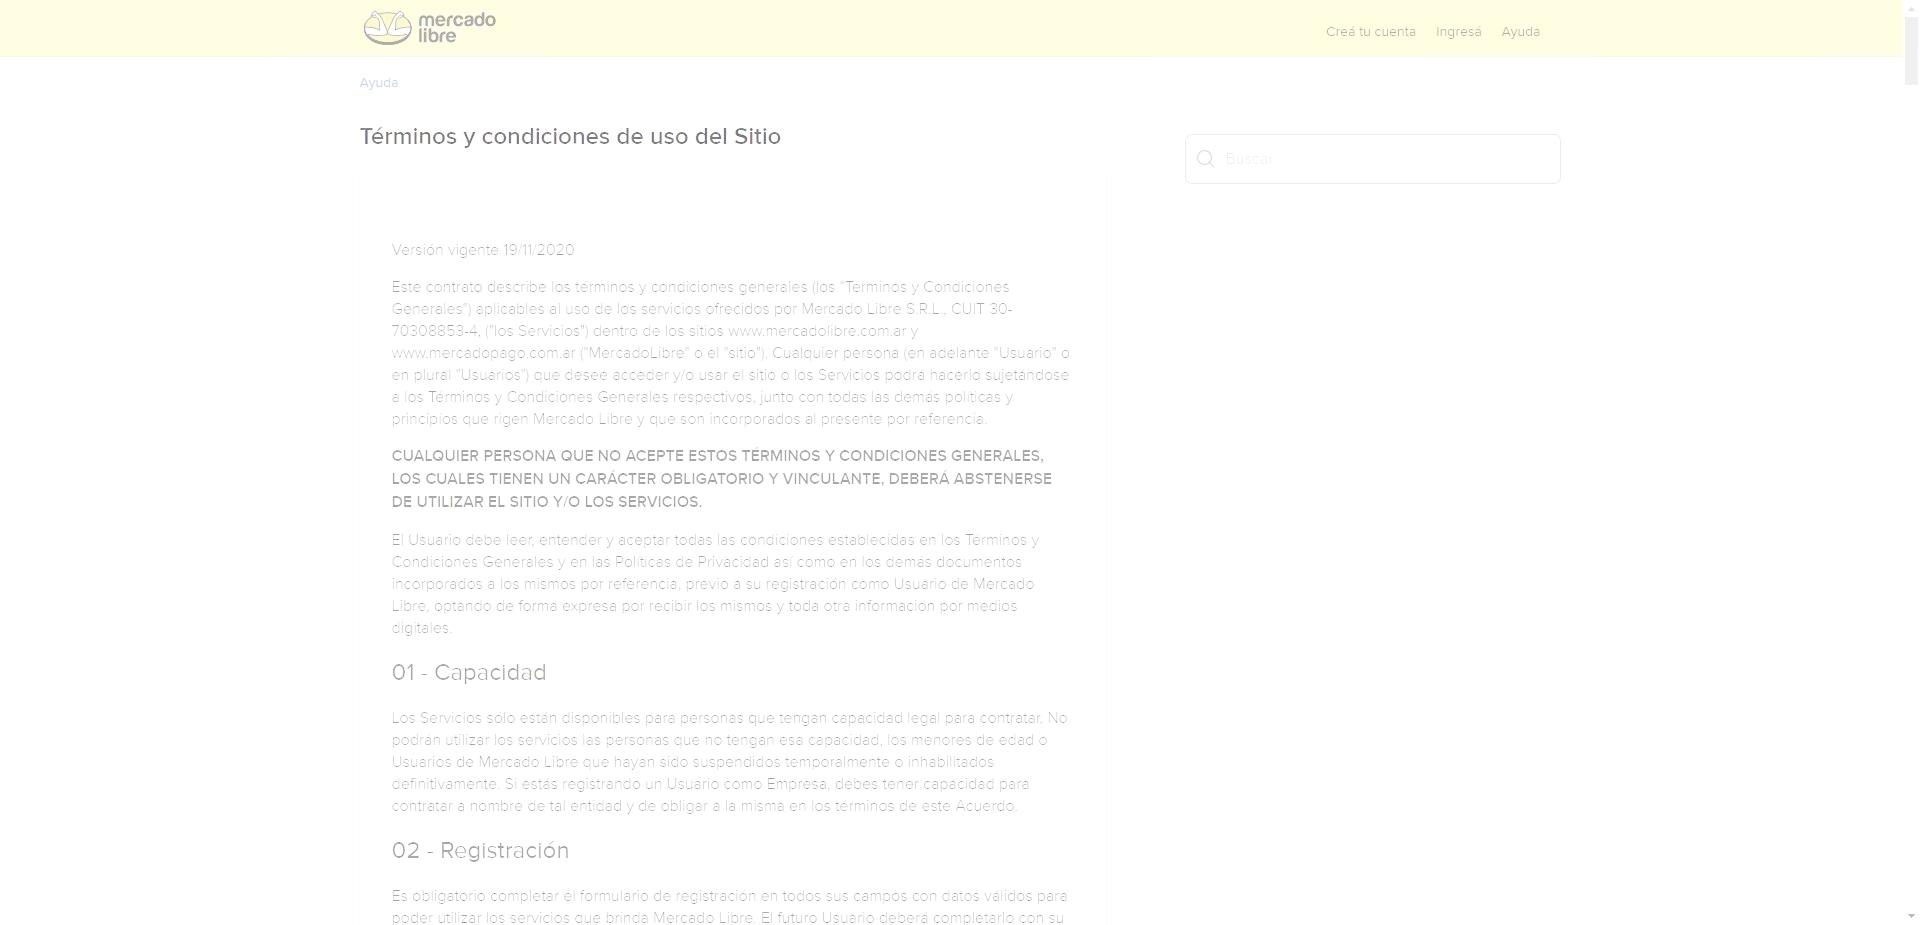 mercado
libre
Creá tu cuenta Ingresá Ayuda
Ayuda
Términos y condiciones de uso del Sitio
Buscar
Versión vigente 19/11/2020
Este contrato describe los términos y condiciones generales (los "Términos y Condiciones
Generales") aplicables al uso de los servicios ofrecidos por Mercado Libre S.R.L., CUIT 30-
70308853-4, ("los Servicios") dentro de los sitios www.mercadolibre.com.ar y
www.mercadopago.com.ar ("MercadoLibre" o el "sitio"). Cualquier persona (en adelante "Usuario" o
en plural "Usuarios") que desee acceder y/o usar el sitio o los Servicios podrá hacerlo sujetándose
a los Términos y Condiciones Generales respectivos, junto con todas las demás políticas y
principios que rigen Mercado Libre y que son incorporados al presente por referencia.
CUALQUIER PERSONA QUE NO ACEPTE ESTOS TÉRMINOS Y CONDICIONES GENERALES,
LOS CUALES TIENEN UN CARÁCTER OBLIGATORIO Y VINCULANTE, DEBERÁ ABSTENERSE
DE UTILIZAR EL SITIO Y/O LOS SERVICIOS.
El Usuario debe leer, entender y aceptar todas las condiciones establecidas en los Términos y
Condiciones Generales y en las Políticas de Privacidad así como en los demás documentos
incorporados a los mismos por referencia, previo a su registración como Usuario de Mercado
Libre, optando de forma expresa por recibir los mismos y toda otra información por medios
digitales.
01 - Capacidad
Los Servicios sólo están disponibles para personas que tengan capacidad legal para contratar. No
podrán utilizar los servicios las personas que no tengan esa capacidad, los menores de edad o
Usuarios de Mercado Libre que hayan sido suspendidos temporalmente o inhabilitados
definitivamente. Si estás registrando un Usuario como Empresa, debes tener capacidad para
contratar a nombre de tal entidad y de obligar a la misma en los términos de este Acuerdo.
02 - Registración
Es obligatorio completar el formulario de registración en todos sus campos con datos válidos para
poder utilizar los servicios que brinda Mercado Libre. El futuro Usuario deberá completarlo con su